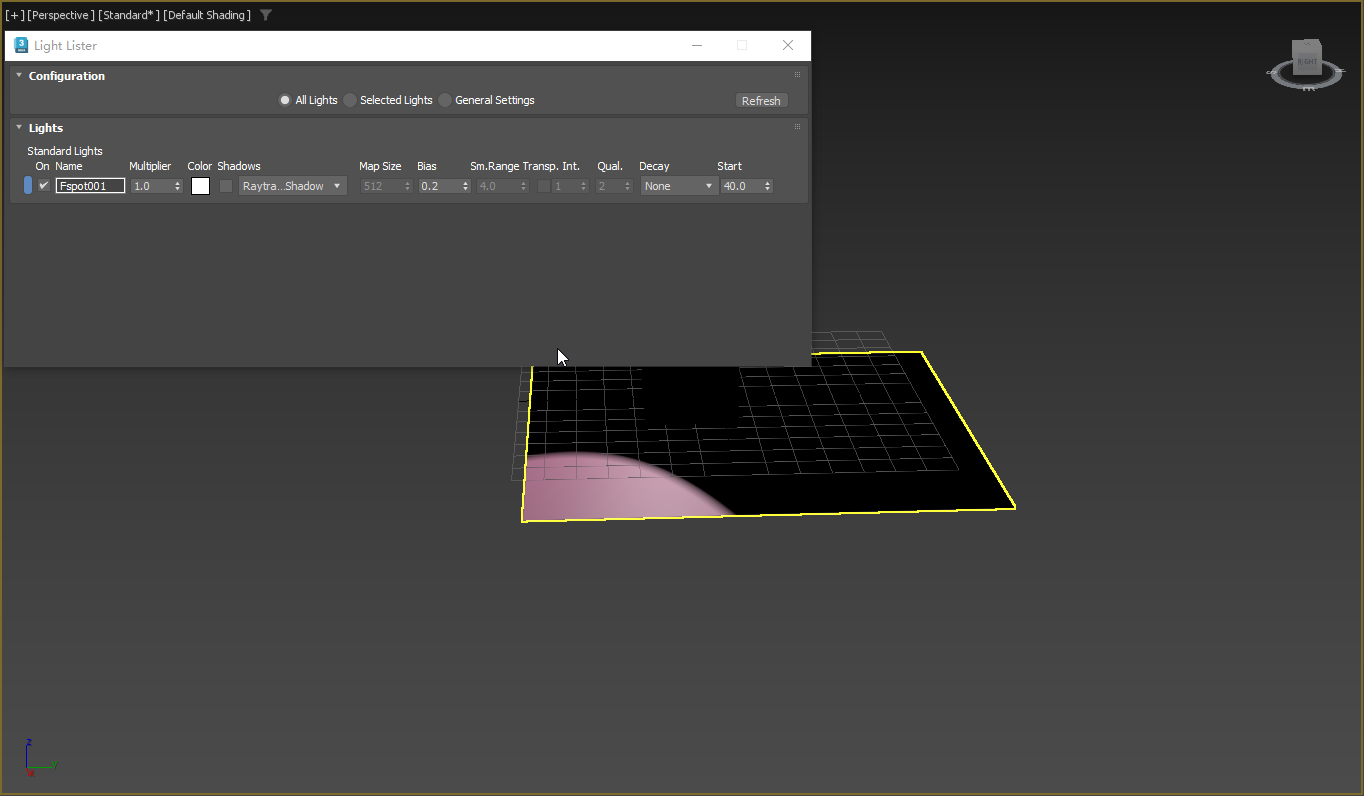 [+] [Perspective] [Standard*] [Default Shading]
3 Light Lister
Configuration
All Lights Selected Lights General Settings Refresh
Lights
Standard Lights
On Name Multiplier Color Shadows Map Size Bias Sm.Range Transp. Int. Qual. Decay Start
Fspot001 1.0 Raytra...Shadow 512 0.2 4.0 1 2 None 40.0
RIGHT
z
y